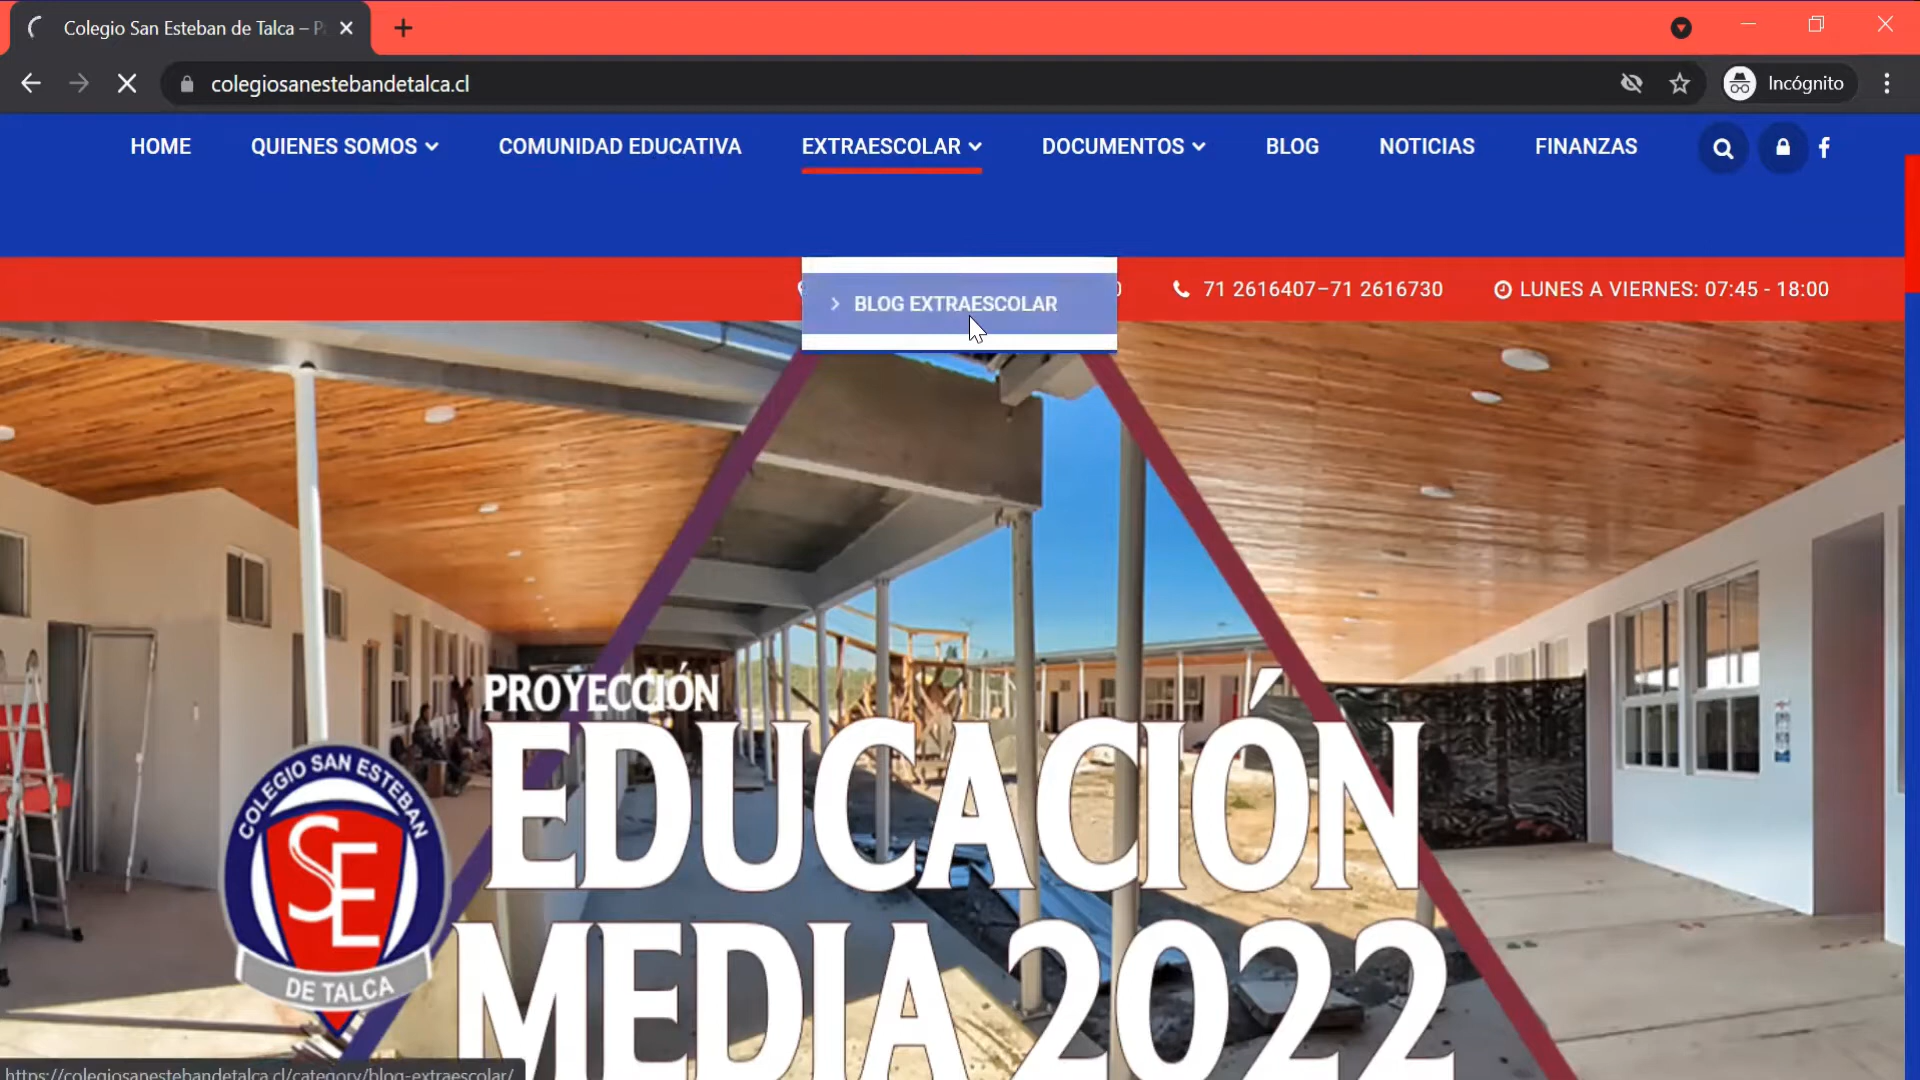 Colegio San Esteban de Talca –
colegiosanestebandetalca.cl
Incógnito
HOME QUIENES SOMOS COMUNIDAD EDUCATIVA EXTRAESCOLAR DOCUMENTOS BLOG NOTICIAS FINANZAS
BLOG EXTRAESCOLAR
71 2616407–71 2616730 LUNES A VIERNES: 07:45 - 18:00
PROYECCIÓN
EDUCACIÓN
MEDIA 2022
COLEGIO SAN ESTEBAN
SE
DE TALCA
https://colegiosanestebandetalca.cl/category/blog-extraescolar/